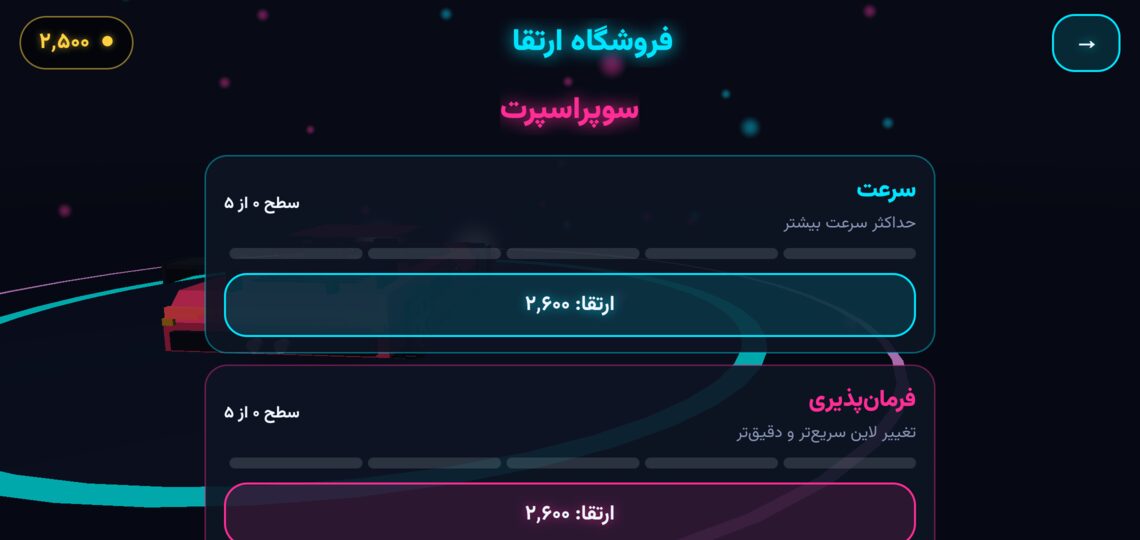 فروشگاه ارتقا
۲,۵۰۰
→
سوپراسپرت
سرعت
حداکثر سرعت بیشتر
سطح ۰ از ۵
ارتقا: ۲,۶۰۰
فرمان‌پذیری
تغییر لاین سریع‌تر و دقیق‌تر
سطح ۰ از ۵
ارتقا: ۲,۶۰۰